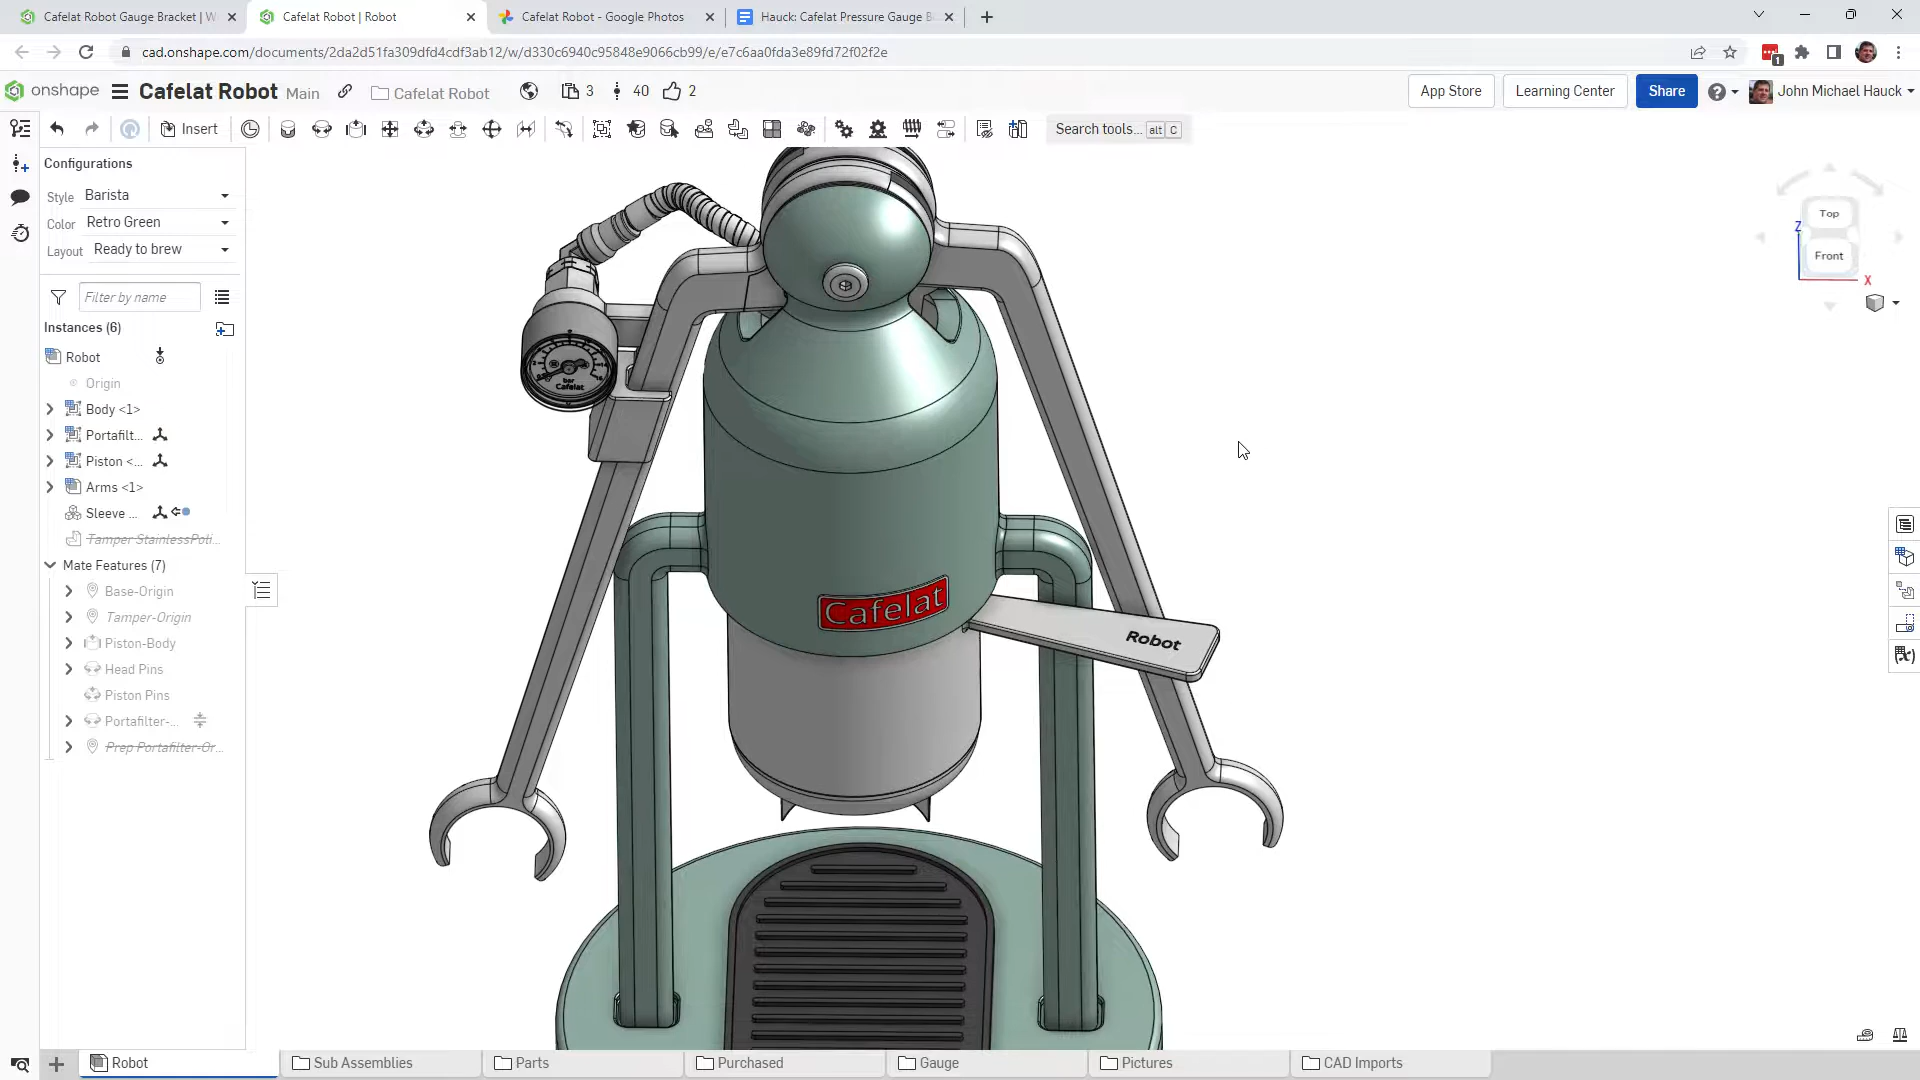 Cafelat Robot Gauge Bracket | W
Cafelat Robot | Robot
Cafelat Robot - Google Photos
Hauck: Cafelat Pressure Gauge B
cad.onshape.com/documents/2da2d51fa309dfd4cdf3ab12/w/d330c6940c95848e9066cb99/e/e7c6aa0fda3e89fd72f02f2e
1
onshape
Cafelat Robot Main
Cafelat Robot
3
40
2
App Store
Learning Center
Share
John Michael Hauck
Insert
Search tools... alt C
Configurations
Style Barista
Color Retro Green
Layout Ready to brew
Filter by name
Instances (6)
Robot
Origin
Body <1>
Portafilt...
Piston <...
Arms <1>
Sleeve ...
Tamper StainlessPoli...
Mate Features (7)
Base-Origin
Tamper-Origin
Piston-Body
Head Pins
Piston Pins
Portafilter-...
Prep Portafilter-Or...
bar
Cafelat
Cafelat
Robot
Top
Front
Z
X
Robot
Sub Assemblies
Parts
Purchased
Gauge
Pictures
CAD Imports